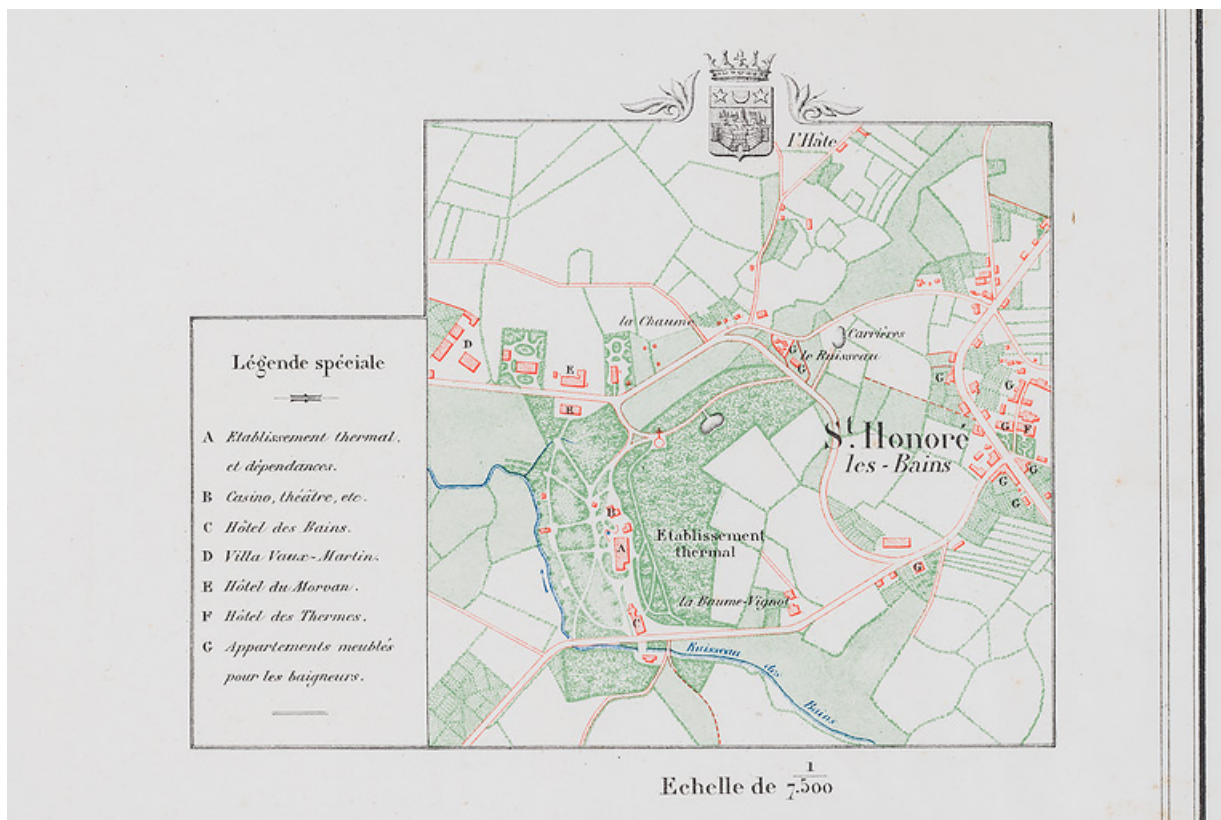 l'Hâte
la Chaume
Carrières
le Ruisseau
D
E
E
G
G
G
G
G
F
G
G
G
G
St. Honoré
les-Bains
B
A
C
Etablissement
thermal
la Baume-Vignot
Ruisseau des Bains
Légende spéciale
A Etablissement thermal.
et dépendances.
B Casino, théâtre, etc.
C Hôtel des Bains.
D Villa Vaux-Martin.
E Hôtel du Morvan.
F Hôtel des Thermes.
G Appartements meublés
pour les baigneurs.
Echelle de 1/7.500